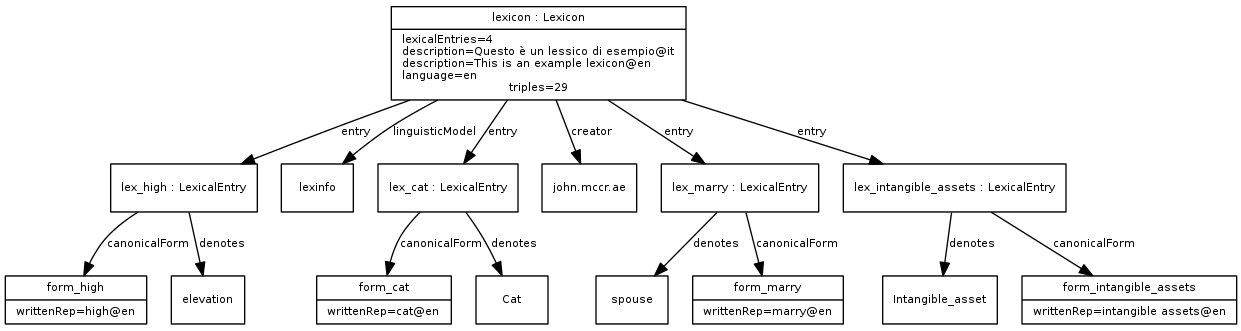 lexicon : Lexicon
lexicalEntries=4
description=Questo è un lessico di esempio@it
description=This is an example lexicon@en
language=en
triples=29
entry
linguisticModel
entry
creator
entry
entry
lex_high : LexicalEntry
lexinfo
lex_cat : LexicalEntry
john.mccr.ae
lex_marry : LexicalEntry
lex_intangible_assets : LexicalEntry
canonicalForm
denotes
canonicalForm
denotes
denotes
canonicalForm
denotes
canonicalForm
form_high
writtenRep=high@en
elevation
form_cat
writtenRep=cat@en
Cat
spouse
form_marry
writtenRep=marry@en
Intangible_asset
form_intangible_assets
writtenRep=intangible assets@en